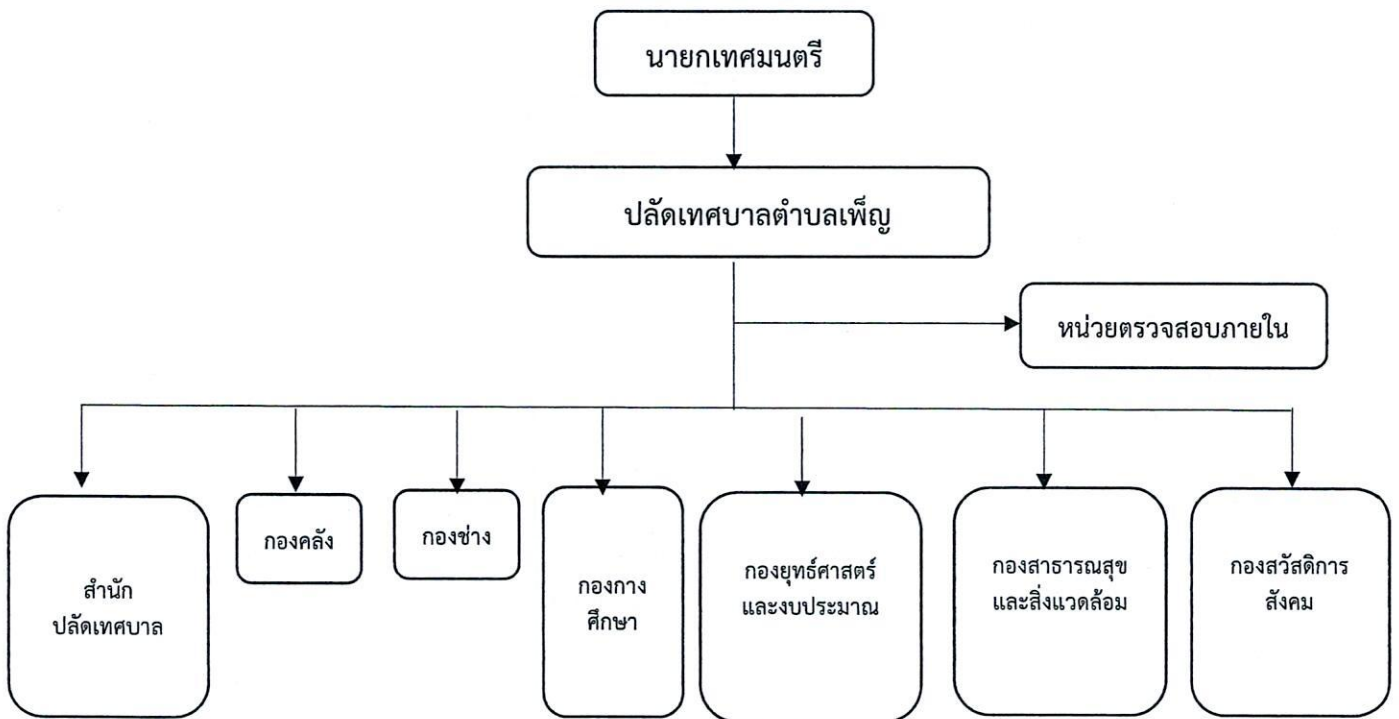 นายกเทศมนตรี
ปลัดเทศบาลตำบลเพ็ญ
หน่วยตรวจสอบภายใน
สำนัก
ปลัดเทศบาล
กองคลัง
กองช่าง
กองกาง
ศึกษา
กองยุทธ์ศาสตร์
และงบประมาณ
กองสาธารณสุข
และสิ่งแวดล้อม
กองสวัสดิการ
สังคม